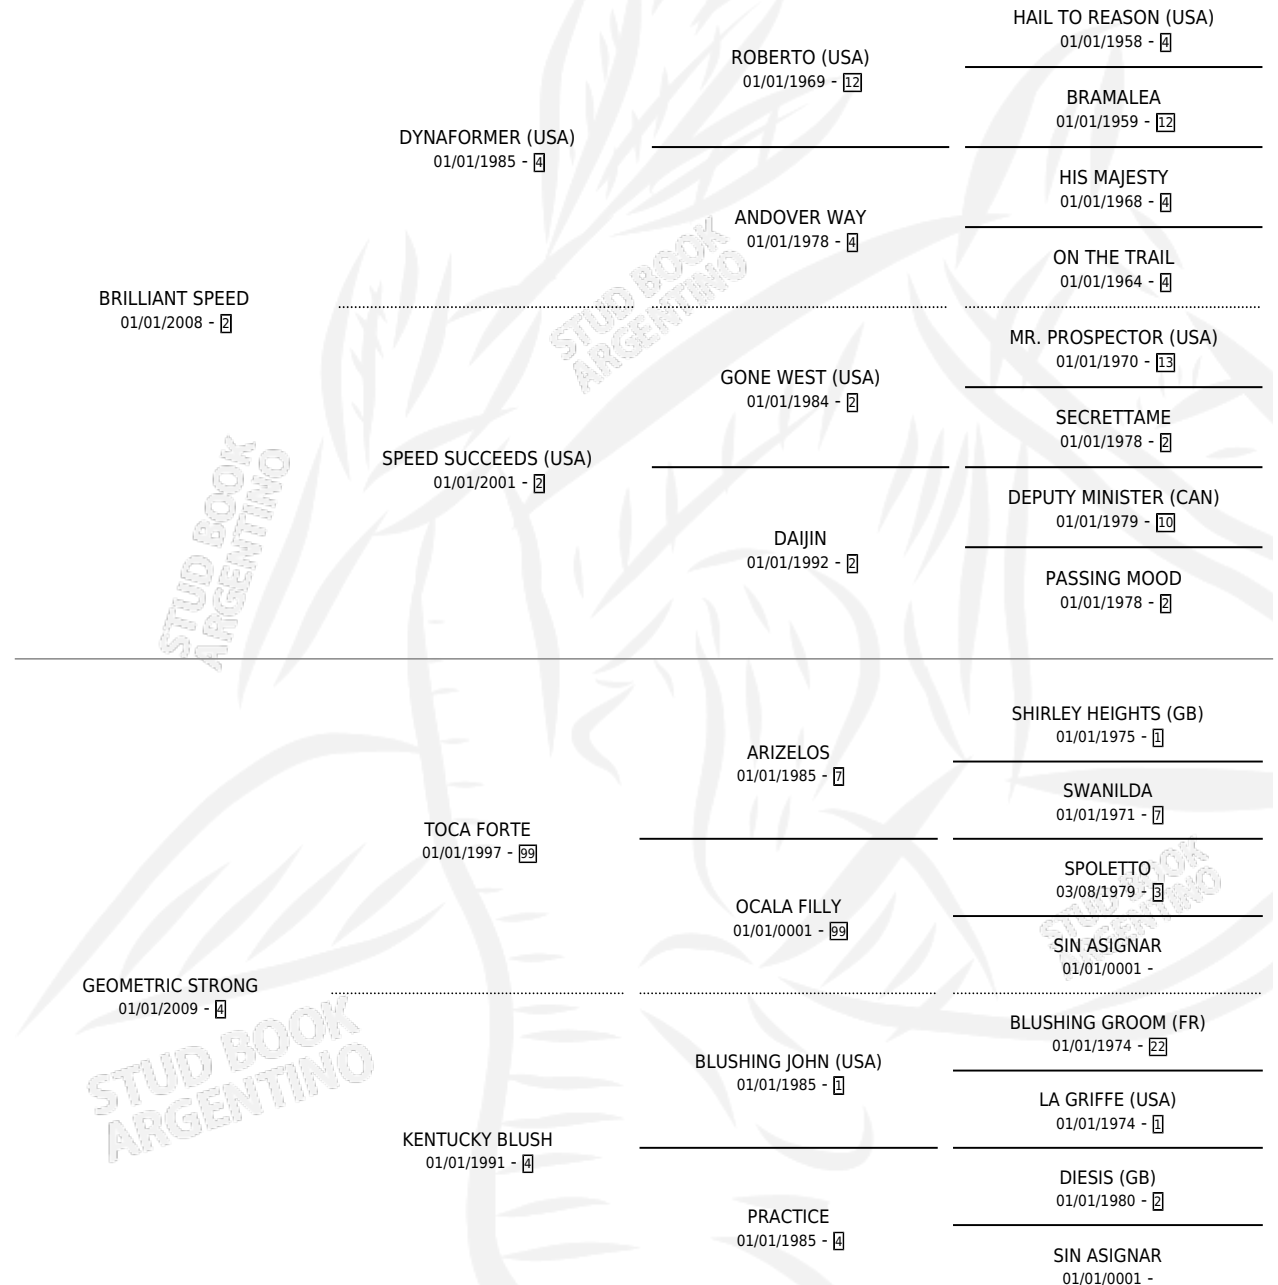 HAIL TO REASON (USA)
01/01/1958 - 4
ROBERTO (USA)
01/01/1969 - 12
BRAMALEA
01/01/1959 - 12
DYNAFORMER (USA)
01/01/1985 - 4
HIS MAJESTY
01/01/1968 - 4
ANDOVER WAY
01/01/1978 - 4
ON THE TRAIL
01/01/1964 - 4
BRILLIANT SPEED
01/01/2008 - 2
STUD BOOK
ARGENTINO
MR. PROSPECTOR (USA)
01/01/1970 - 13
GONE WEST (USA)
01/01/1984 - 2
SECRETTAME
01/01/1978 - 2
SPEED SUCCEEDS (USA)
01/01/2001 - 2
DEPUTY MINISTER (CAN)
01/01/1979 - 10
DAIJIN
01/01/1992 - 2
PASSING MOOD
01/01/1978 - 2
STUD BOOK
ARGENTINO
SHIRLEY HEIGHTS (GB)
01/01/1975 - 1
ARIZELOS
01/01/1985 - 7
SWANILDA
01/01/1971 - 7
TOCA FORTE
01/01/1997 - 99
SPOLETTO
03/08/1979 - 3
OCALA FILLY
01/01/0001 - 99
STUD BOOK
ARGENTINO
SIN ASIGNAR
01/01/0001 -
GEOMETRIC STRONG
01/01/2009 - 4
STUD BOOK
ARGENTINO
BLUSHING GROOM (FR)
01/01/1974 - 22
BLUSHING JOHN (USA)
01/01/1985 - 1
LA GRIFFE (USA)
01/01/1974 - 1
KENTUCKY BLUSH
01/01/1991 - 4
DIESIS (GB)
01/01/1980 - 2
PRACTICE
01/01/1985 - 4
SIN ASIGNAR
01/01/0001 -